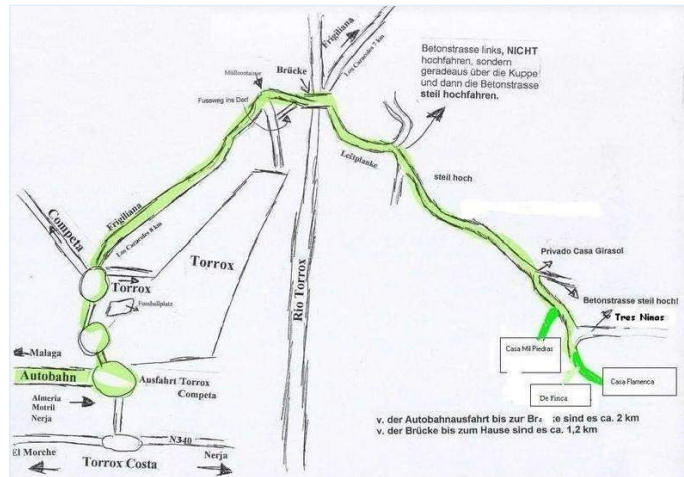 Frigiliana
Los Caracoles 7 km
Betonstrasse links, NICHT
hochfahren, sondern
geradeaus über die Kuppe
und dann die Betonstrasse
steil hochfahren.
Müllcontainer
Brücke
Fussweg ins Dorf
Leitplanke
steil hoch
Frigiliana
Los Caracoles 8 km
Competa
Torrox
Torrox
Rio Torrox
Fussballplatz
Privado Casa Girasol
Betonstrasse steil hoch!
Tres Ninas
Casa Mil Piedras
Casa Flamenca
De Finca
Malaga
Autobahn
Ausfahrt Torrox
Competa
Almeria
Motril
Nerja
v. der Autobahnausfahrt bis zur sind es ca. 2 km
v. der Brücke bis zum Hause sind es ca. 1,2 km
N340
El Morche
Torrox Costa
Nerja